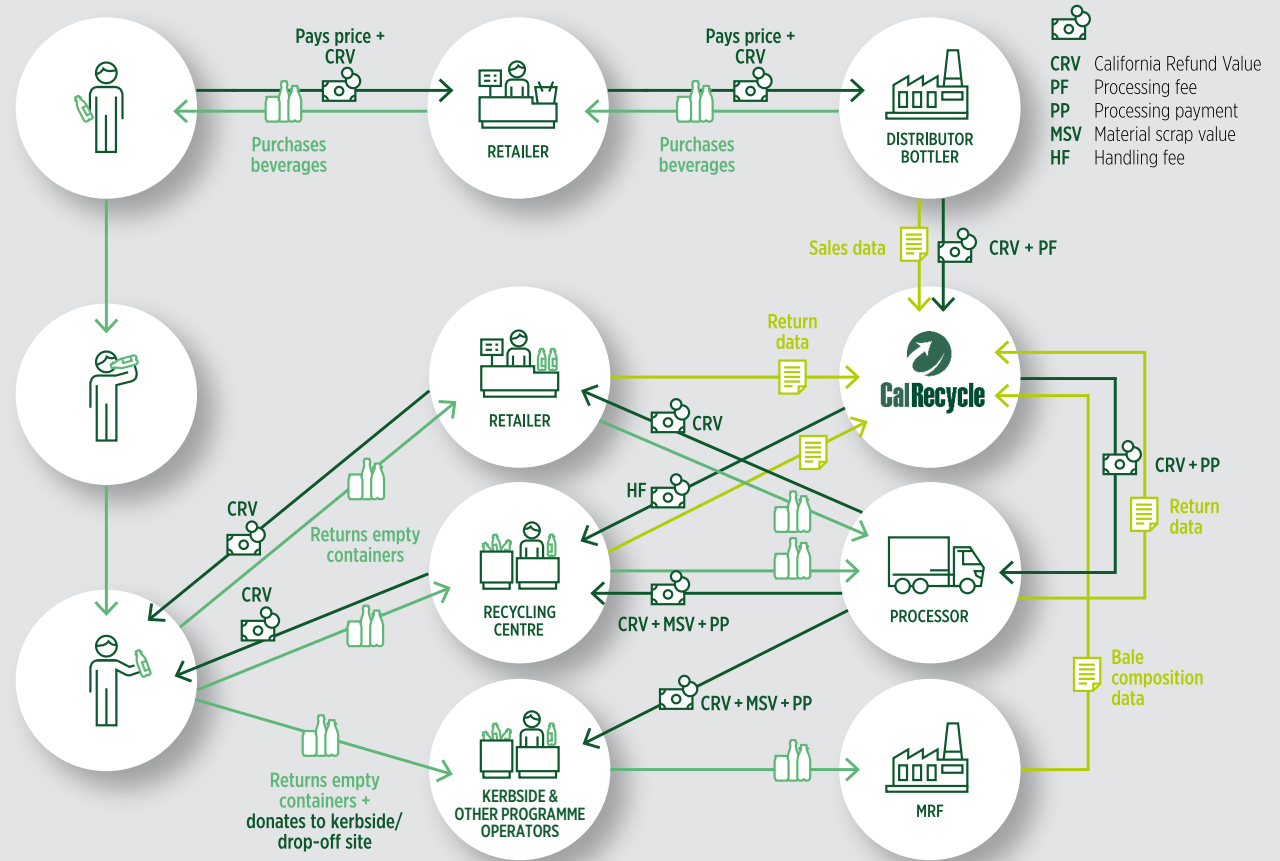 Pays price +
CRV
Pays price +
CRV
CRV California Refund Value
PF Processing fee
PP Processing payment
MSV Material scrap value
HF Handling fee
Purchases
beverages
RETAILER
Purchases
beverages
DISTRIBUTOR
BOTTLER
Sales data
CRV + PF
Return
data
RETAILER
CalRecycle
CRV
CRV + PP
HF
CRV
Returns empty
containers
Return
data
CRV
RECYCLING
CENTRE
CRV + MSV + PP
PROCESSOR
Bale
composition
data
CRV + MSV + PP
Returns empty
containers +
donates to kerbside/
drop-off site
KERBSIDE &
OTHER PROGRAMME
OPERATORS
MRF